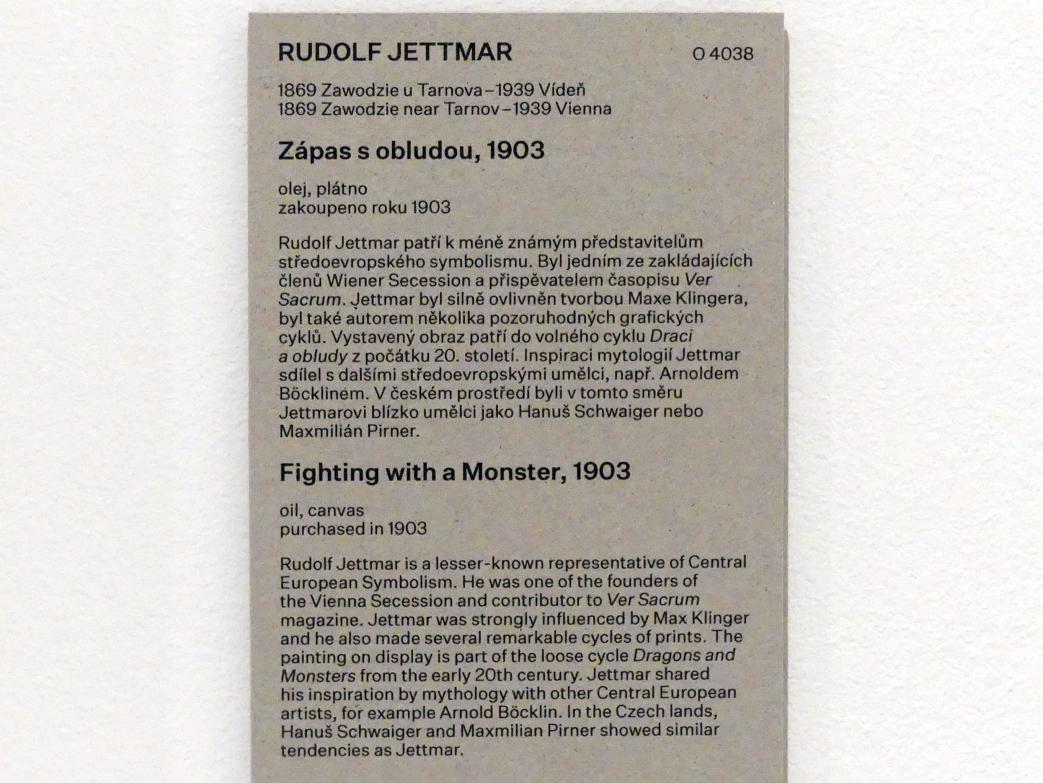 RUDOLF JETTMAR O 4038
1869 Zawodzie u Tarnova–1939 Vídeň
1869 Zawodzie near Tarnov–1939 Vienna
Zápas s obludou, 1903
olej, plátno
zakoupeno roku 1903
Rudolf Jettmar patří k méně známým představitelům
středoevropského symbolismu. Byl jedním ze zakládajících
členů Wiener Secession a přispěvatelem časopisu Ver
Sacrum. Jettmar byl silně ovlivněn tvorbou Maxe Klingera,
byl také autorem několika pozoruhodných grafických
cyklů. Vystavený obraz patří do volného cyklu Draci
a obludy z počátku 20. století. Inspiraci mytologií Jettmar
sdílel s dalšími středoevropskými umělci, např. Arnoldem
Böcklinem. V českém prostředí byli v tomto směru
Jettmarovi blízko umělci jako Hanuš Schwaiger nebo
Maxmilián Pirner.
Fighting with a Monster, 1903
oil, canvas
purchased in 1903
Rudolf Jettmar is a lesser-known representative of Central
European Symbolism. He was one of the founders of
the Vienna Secession and contributor to Ver Sacrum
magazine. Jettmar was strongly influenced by Max Klinger
and he also made several remarkable cycles of prints. The
painting on display is part of the loose cycle Dragons and
Monsters from the early 20th century. Jettmar shared
his inspiration by mythology with other Central European
artists, for example Arnold Böcklin. In the Czech lands,
Hanuš Schwaiger and Maxmilian Pirner showed similar
tendencies as Jettmar.